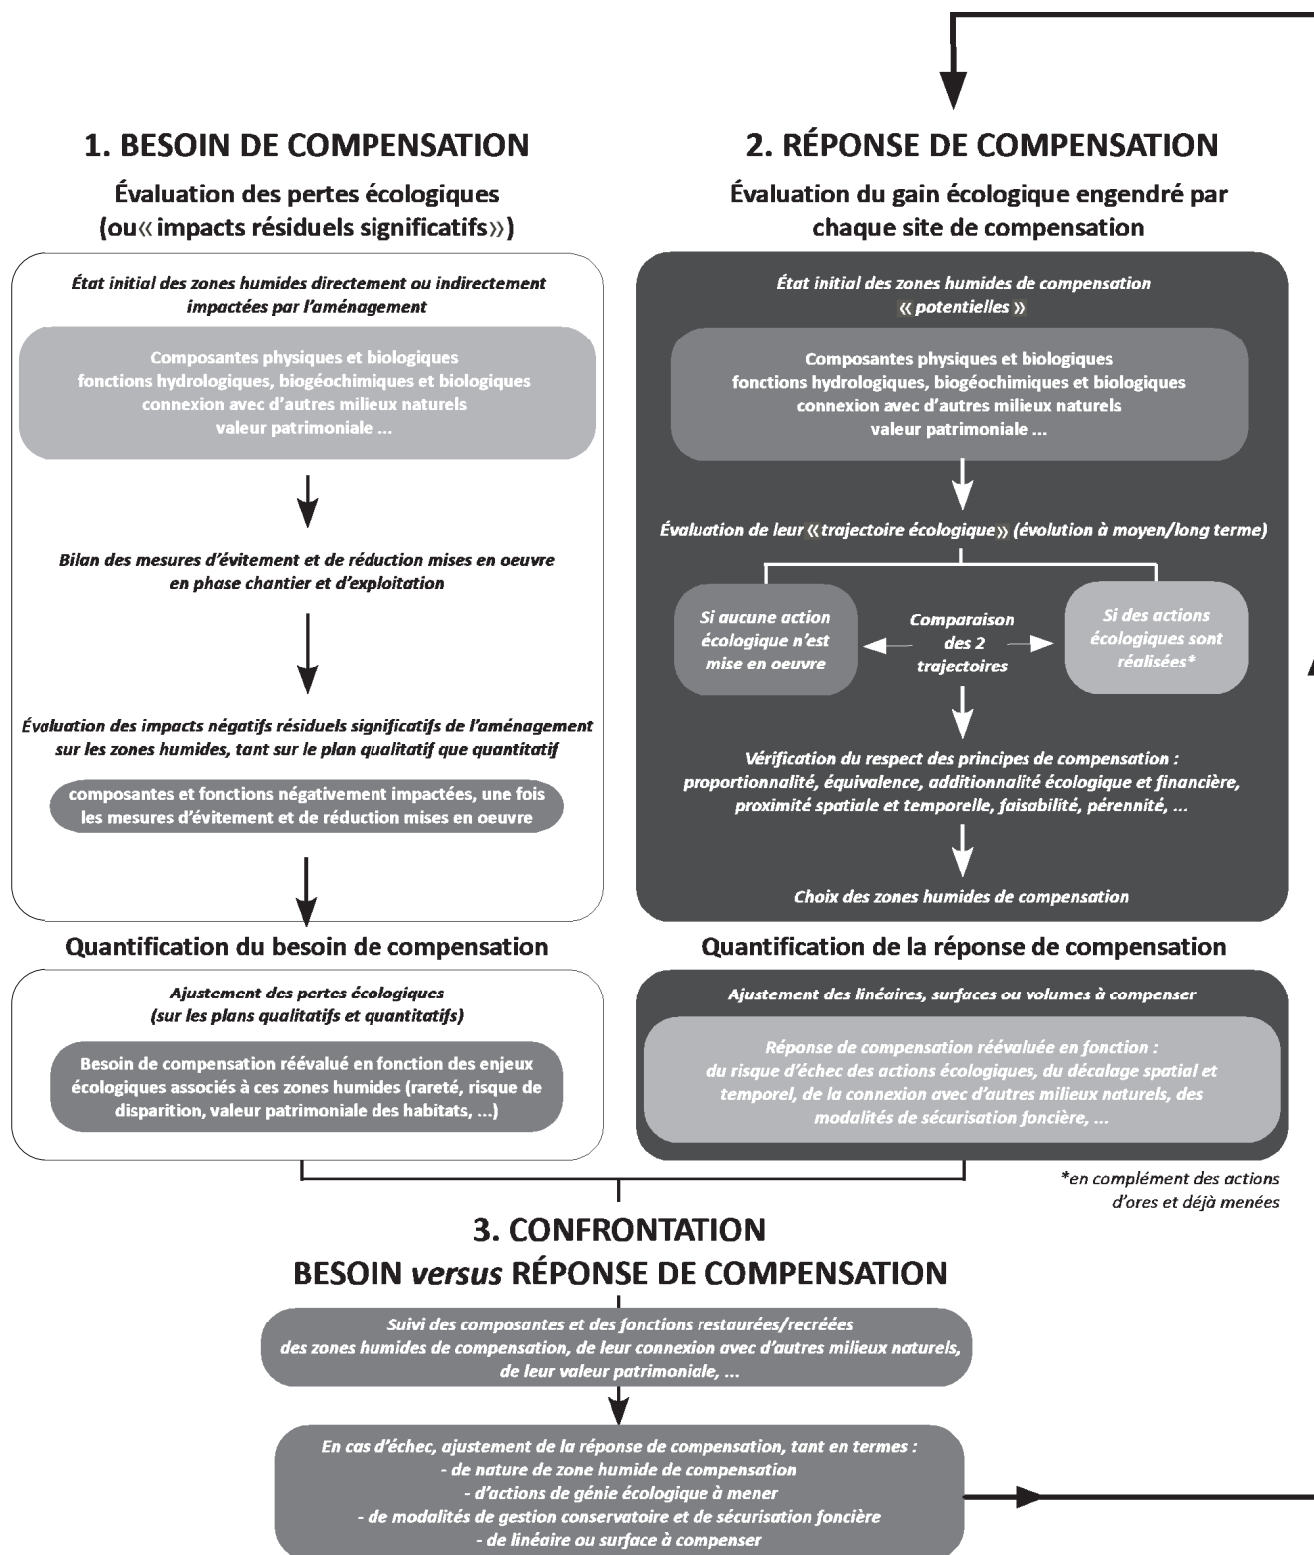 1. BESOIN DE COMPENSATION
Évaluation des pertes écologiques
(ou« impacts résiduels significatifs»)
État initial des zones humides directement ou indirectement
impactées par l'aménagement
Composantes physiques et biologiques
fonctions hydrologiques, biogéochimiques et biologiques
connexion avec d'autres milieux naturels
valeur patrimoniale ...
Bilan des mesures d'évitement et de réduction mises en oeuvre
en phase chantier et d'exploitation
Évaluation des impacts négatifs résiduels significatifs de l'aménagement
sur les zones humides, tant sur le plan qualitatif que quantitatif
composantes et fonctions négativement impactées, une fois
les mesures d'évitement et de réduction mises en oeuvre
Quantification du besoin de compensation
Ajustement des pertes écologiques
(sur les plans qualitatifs et quantitatifs)
Besoin de compensation réévalué en fonction des enjeux
écologiques associés à ces zones humides (rareté, risque de
disparition, valeur patrimoniale des habitats, ...)
2. RÉPONSE DE COMPENSATION
Évaluation du gain écologique engendré par
chaque site de compensation
État initial des zones humides de compensation
« potentielles »
Composantes physiques et biologiques
fonctions hydrologiques, biogéochimiques et biologiques
connexion avec d'autres milieux naturels
valeur patrimoniale ...
Évaluation de leur «trajectoire écologique» (évolution à moyen/long terme)
Si aucune action
écologique n'est
mise en oeuvre
Comparaison
des 2
trajectoires
Si des actions
écologiques sont
réalisées*
Vérification du respect des principes de compensation :
proportionnalité, équivalence, additionnalité écologique et financière,
proximité spatiale et temporelle, faisabilité, pérennité, ...
Choix des zones humides de compensation
Quantification de la réponse de compensation
Ajustement des linéaires, surfaces ou volumes à compenser
Réponse de compensation réévaluée en fonction :
du risque d'échec des actions écologiques, du décalage spatial et
temporel, de la connexion avec d'autres milieux naturels, des
modalités de sécurisation foncière, ...
*en complément des actions
d'ores et déjà menées
3. CONFRONTATION
BESOIN versus RÉPONSE DE COMPENSATION
Suivi des composantes et des fonctions restaurées/recréées
des zones humides de compensation, de leur connexion avec d'autres milieux naturels,
de leur valeur patrimoniale, ...
En cas d'échec, ajustement de la réponse de compensation, tant en termes :
- de nature de zone humide de compensation
- d'actions de génie écologique à mener
- de modalités de gestion conservatoire et de sécurisation foncière
- de linéaire ou surface à compenser